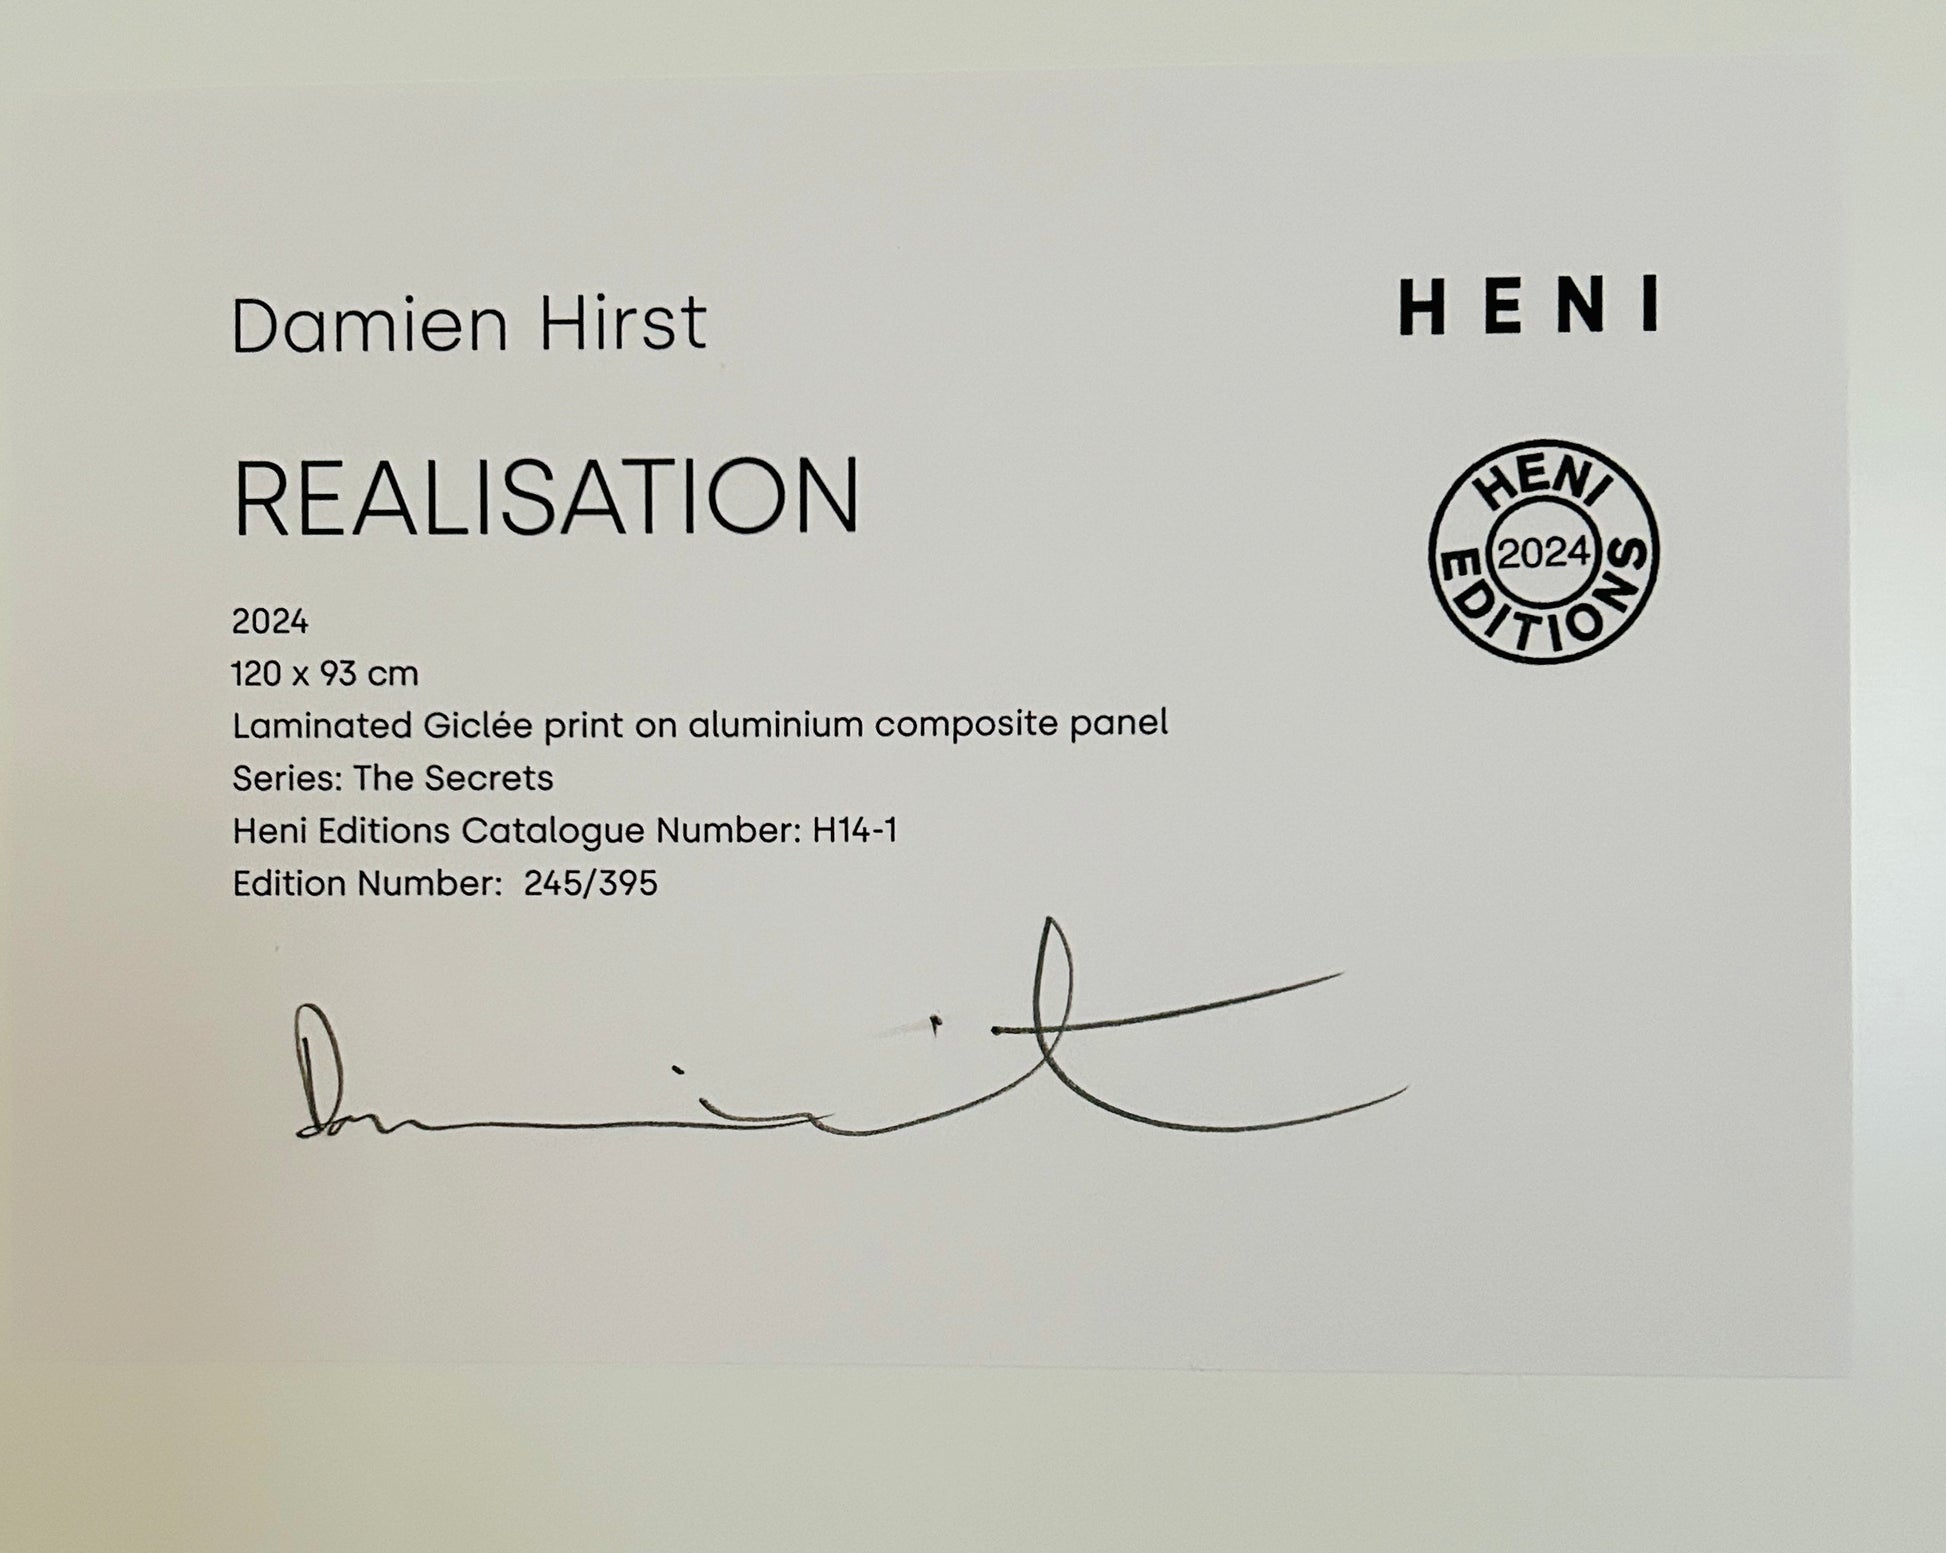 Damien Hirst
HENI
REALISATION
HENI EDITIONS
2024
2024
120 x 93 cm
Laminated Giclée print on aluminium composite panel
Series: The Secrets
Heni Editions Catalogue Number: H14-1
Edition Number: 245/395